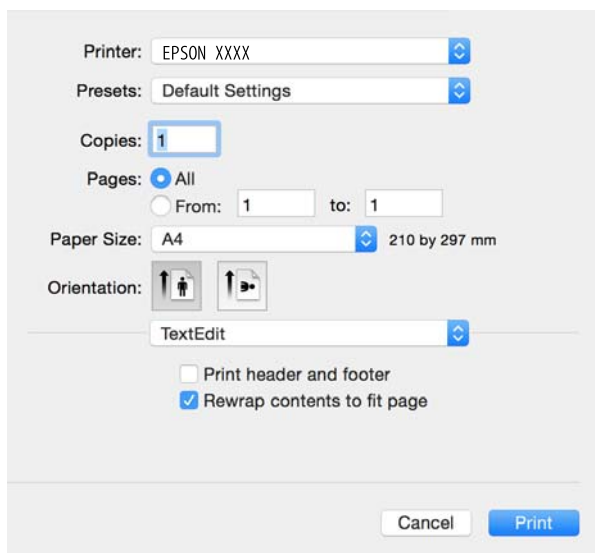 Printer: EPSON XXXX
Presets: Default Settings
Copies: 1
Pages: All
From: 1 to: 1
Paper Size: A4 210 by 297 mm
Orientation:
TextEdit
Print header and footer
Rewrap contents to fit page
Cancel Print